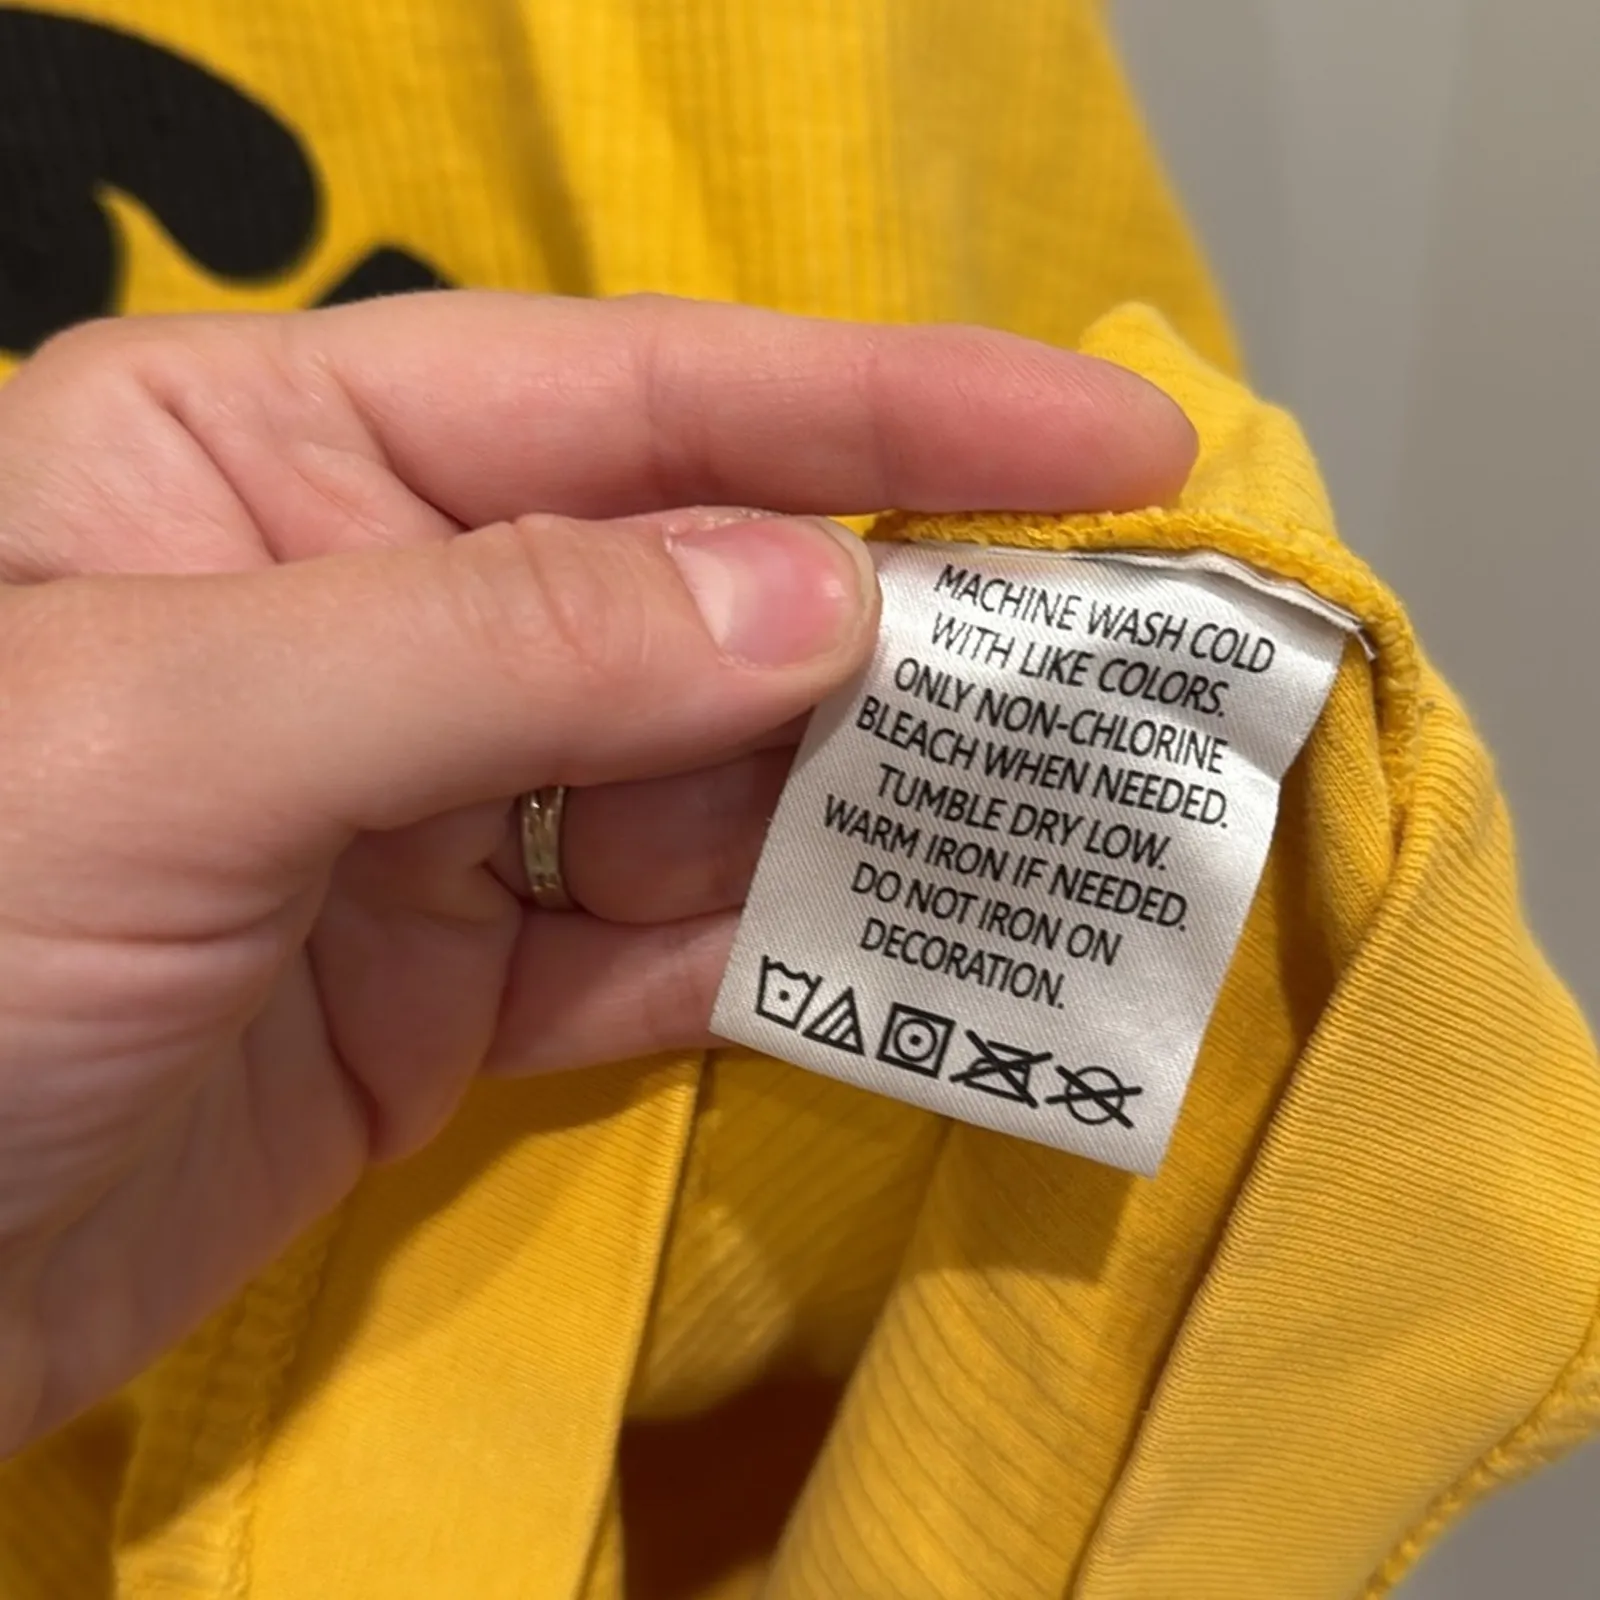 MACHINE WASH COLD
WITH LIKE COLORS.
ONLY NON-CHLORINE
BLEACH WHEN NEEDED.
TUMBLE DRY LOW.
WARM IRON IF NEEDED.
DO NOT IRON ON
DECORATION.